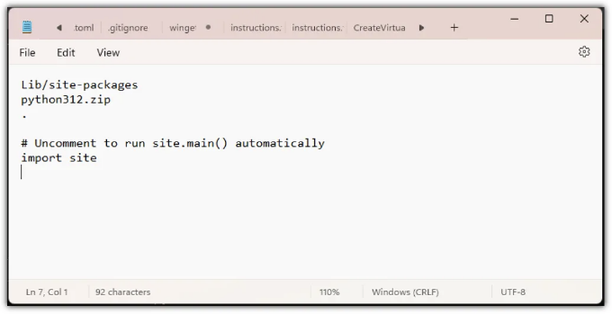 toml .gitignore winge instructions. instructions. CreateVirtua
File Edit View
Lib/site-packages
python312.zip
.
# Uncomment to run site.main() automatically
import site
Ln 7, Col 1 92 characters 110% Windows (CRLF) UTF-8